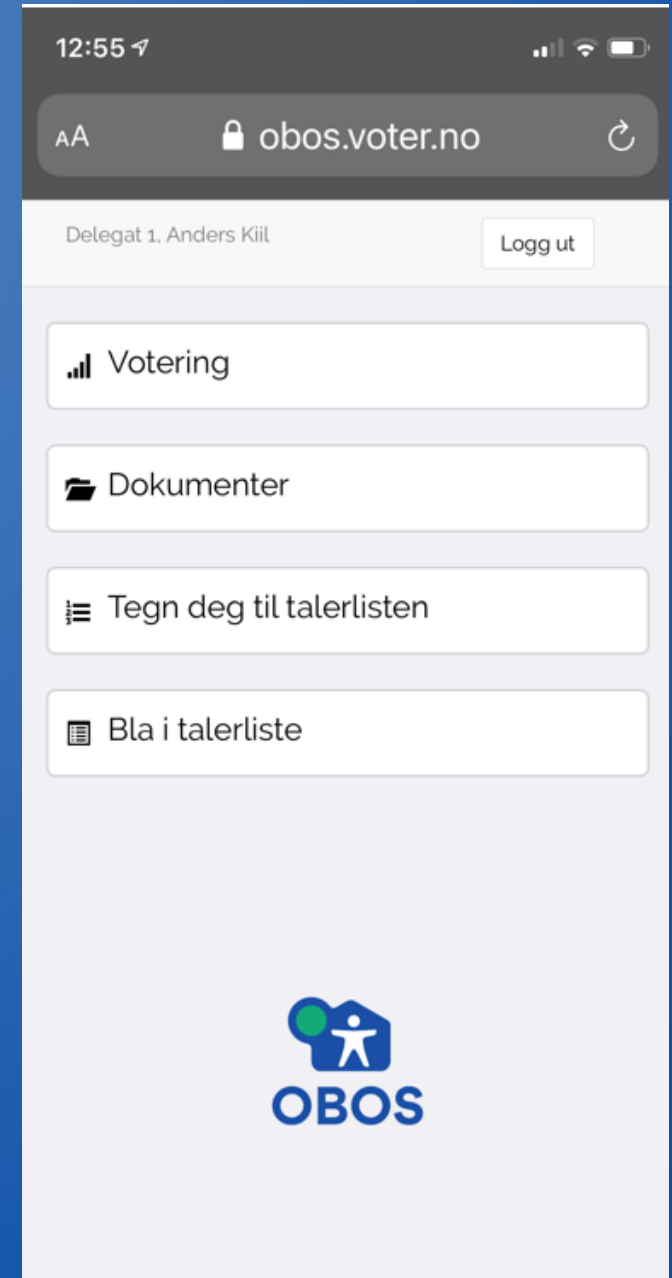 12:55
AA obos.voter.no
Delegat 1, Anders Kiil
Logg ut
Votering
Dokumenter
Tegn deg til talerlisten
Bla i talerliste
OBOS